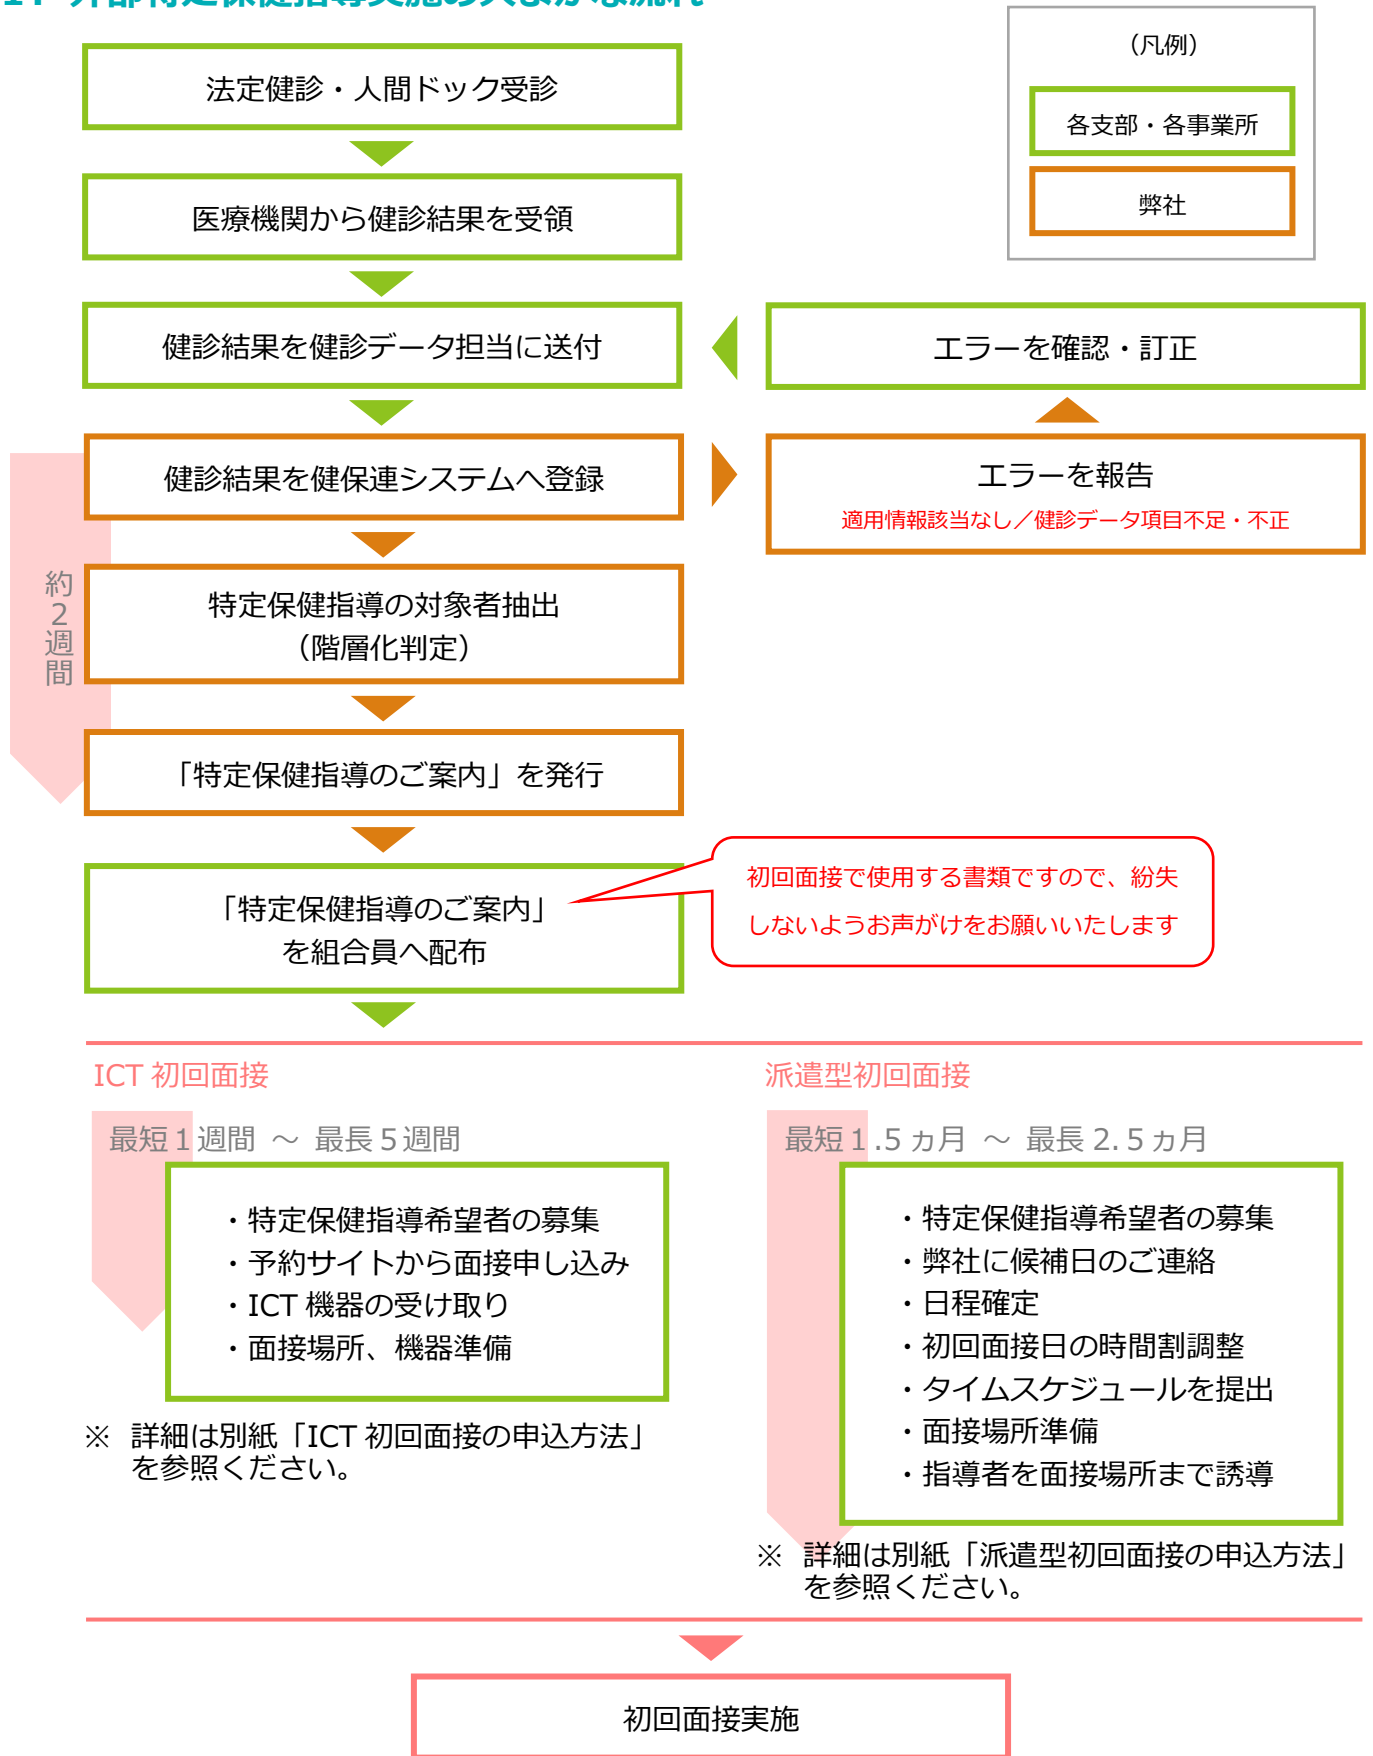 （凡例）
各支部・各事業所
弊社
法定健診・人間ドック受診
医療機関から健診結果を受領
健診結果を健診データ担当に送付
エラーを確認・訂正
健診結果を健保連システムへ登録
エラーを報告
適用情報該当なし／健診データ項目不足・不正
約2週間
特定保健指導の対象者抽出
（階層化判定）
「特定保健指導のご案内」を発行
「特定保健指導のご案内」
を組合員へ配布
初回面接で使用する書類ですので、紛失
しないようお声がけをお願いいたします
ICT 初回面接
最短１週間 ～ 最長５週間
・特定保健指導希望者の募集
・予約サイトから面接申し込み
・ICT 機器の受け取り
・面接場所、機器準備
※ 詳細は別紙「ICT 初回面接の申込方法」
を参照ください。
派遣型初回面接
最短１.５ヵ月 ～ 最長２.５ヵ月
・特定保健指導希望者の募集
・弊社に候補日のご連絡
・日程確定
・初回面接日の時間割調整
・タイムスケジュールを提出
・面接場所準備
・指導者を面接場所まで誘導
※ 詳細は別紙「派遣型初回面接の申込方法」
を参照ください。
初回面接実施